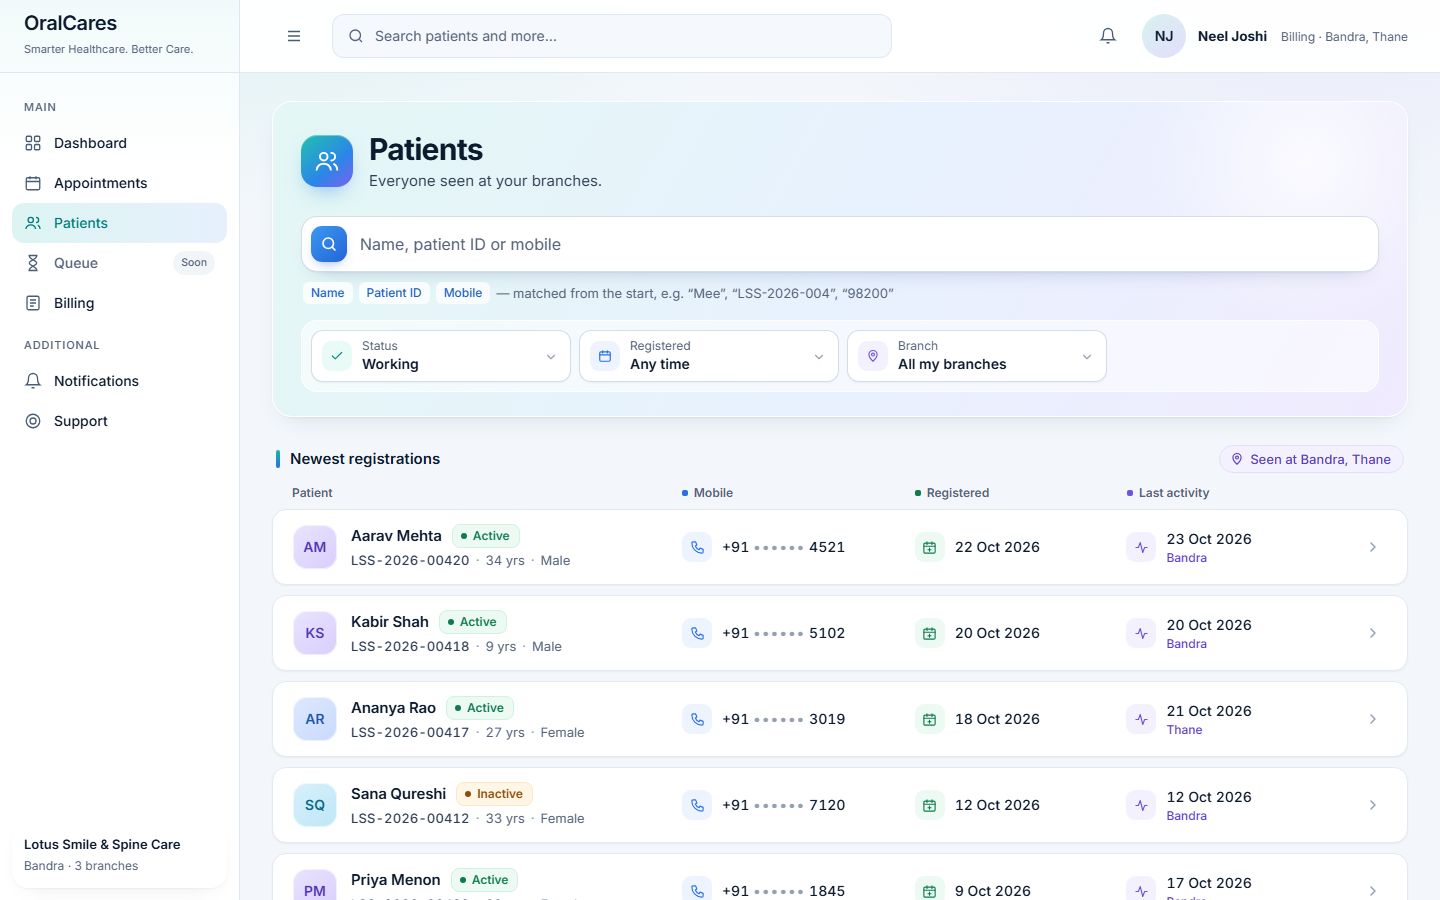 OralCares
Smarter Healthcare. Better Care.
Search patients and more...
NJ
Neel Joshi
Billing · Bandra, Thane
MAIN
Dashboard
Appointments
Patients
Queue
Soon
Billing
ADDITIONAL
Notifications
Support
Lotus Smile & Spine Care
Bandra · 3 branches
Patients
Everyone seen at your branches.
Name, patient ID or mobile
Name Patient ID Mobile — matched from the start, e.g. “Mee”, “LSS-2026-004”, “98200”
Status
Working
Registered
Any time
Branch
All my branches
Newest registrations
Seen at Bandra, Thane
Patient Mobile Registered Last activity
AM
Aarav Mehta Active
LSS-2026-00420 · 34 yrs · Male
+91 •••••• 4521
22 Oct 2026
23 Oct 2026
Bandra
KS
Kabir Shah Active
LSS-2026-00418 · 9 yrs · Male
+91 •••••• 5102
20 Oct 2026
20 Oct 2026
Bandra
AR
Ananya Rao Active
LSS-2026-00417 · 27 yrs · Female
+91 •••••• 3019
18 Oct 2026
21 Oct 2026
Thane
SQ
Sana Qureshi Inactive
LSS-2026-00412 · 33 yrs · Female
+91 •••••• 7120
12 Oct 2026
12 Oct 2026
Bandra
PM
Priya Menon Active
+91 •••••• 1845
9 Oct 2026
17 Oct 2026